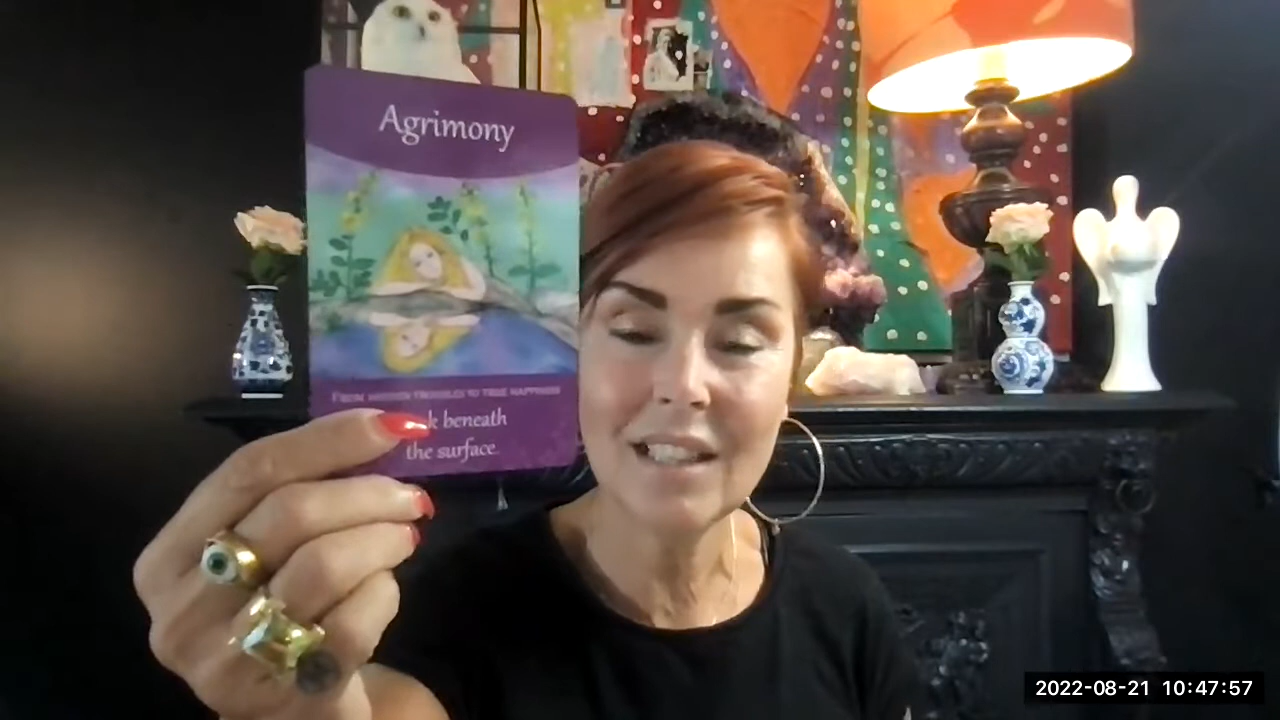 Agrimony
FROM HIDDEN TROUBLES TO TRUE HAPPINESS
k beneath
the surface.
2022-08-21 10:47:57